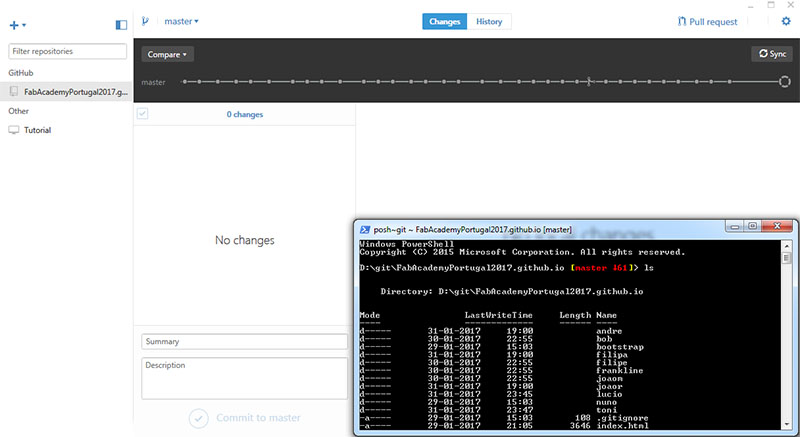 master
Changes
History
Pull request
Filter repositories
GitHub
FabAcademyPortugal2017.g...
Other
Tutorial
Compare
Sync
master
0 changes
No changes
Summary
Description
Commit to master
posh~git ~ FabAcademyPortugal2017.github.io [master]
Windows PowerShell
Copyright (C) 2015 Microsoft Corporation. All rights reserved.
D:\git\FabAcademyPortugal2017.github.io [master ↓61]> ls
Directory: D:\git\FabAcademyPortugal2017.github.io
Mode LastWriteTime Length Name
---- ------------- ------ ----
d----- 31-01-2017 19:00 andre
d----- 30-01-2017 22:55 bob
d----- 29-01-2017 15:03 bootstrap
d----- 31-01-2017 19:00 filipa
d----- 30-01-2017 22:55 filipe
d----- 30-01-2017 22:55 frankline
d----- 30-01-2017 22:55 joaom
d----- 31-01-2017 19:00 joaor
d----- 31-01-2017 23:45 lucio
d----- 29-01-2017 15:03 nuno
d----- 31-01-2017 23:47 toni
-a---- 29-01-2017 15:03 108 .gitignore
-a---- 29-01-2017 21:05 3646 index.html